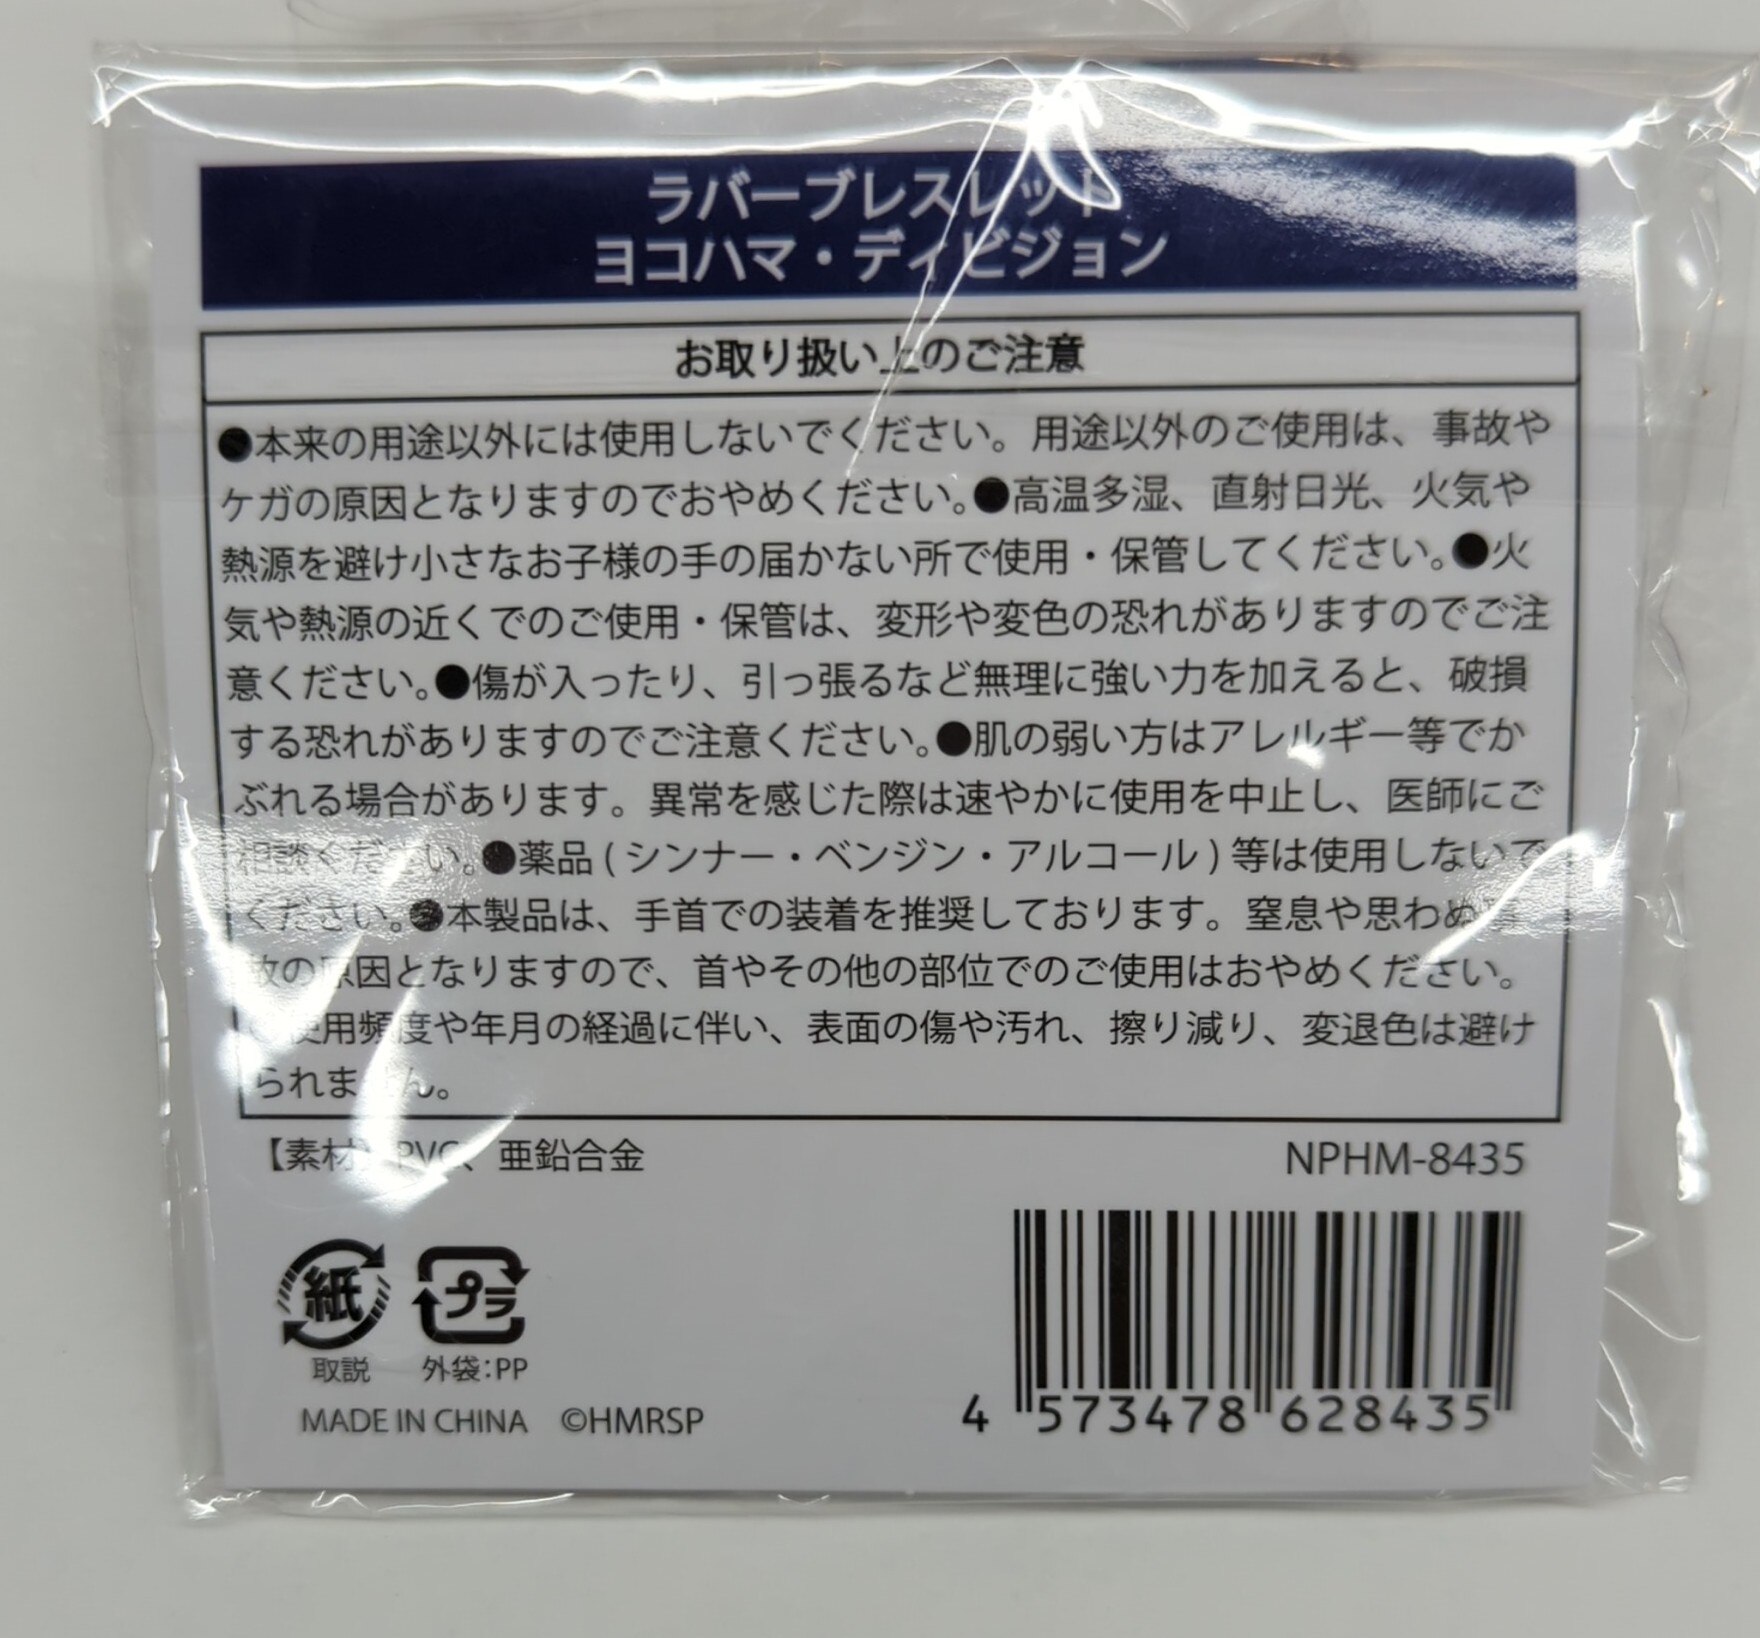 ラバーブレスレット
ヨコハマ・ディビジョン
お取り扱い上のご注意
●本来の用途以外には使用しないでください。用途以外のご使用は、事故や
ケガの原因となりますのでおやめください。●高温多湿、直射日光、火気や
熱源を避け小さなお子様の手の届かない所で使用・保管してください。●火
気や熱源の近くでのご使用・保管は、変形や変色の恐れがありますのでご注
意ください。●傷が入ったり、引っ張るなど無理に強い力を加えると、破損
する恐れがありますのでご注意ください。●肌の弱い方はアレルギー等でか
ぶれる場合があります。異常を感じた際は速やかに使用を中止し、医師にご
相談ください。●薬品(シンナー・ベンジン・アルコール)等は使用しないで
ください。●本製品は、手首での装着を推奨しております。窒息や思わぬ事
故の原因となりますので、首やその他の部位でのご使用はおやめください。
使用頻度や年月の経過に伴い、表面の傷や汚れ、擦り減り、変退色は避け
られません。
【素材】PVC、亜鉛合金
NPHM-8435
紙 プラ
取説 外袋:PP
MADE IN CHINA ©HMRSP
4 573478 628435